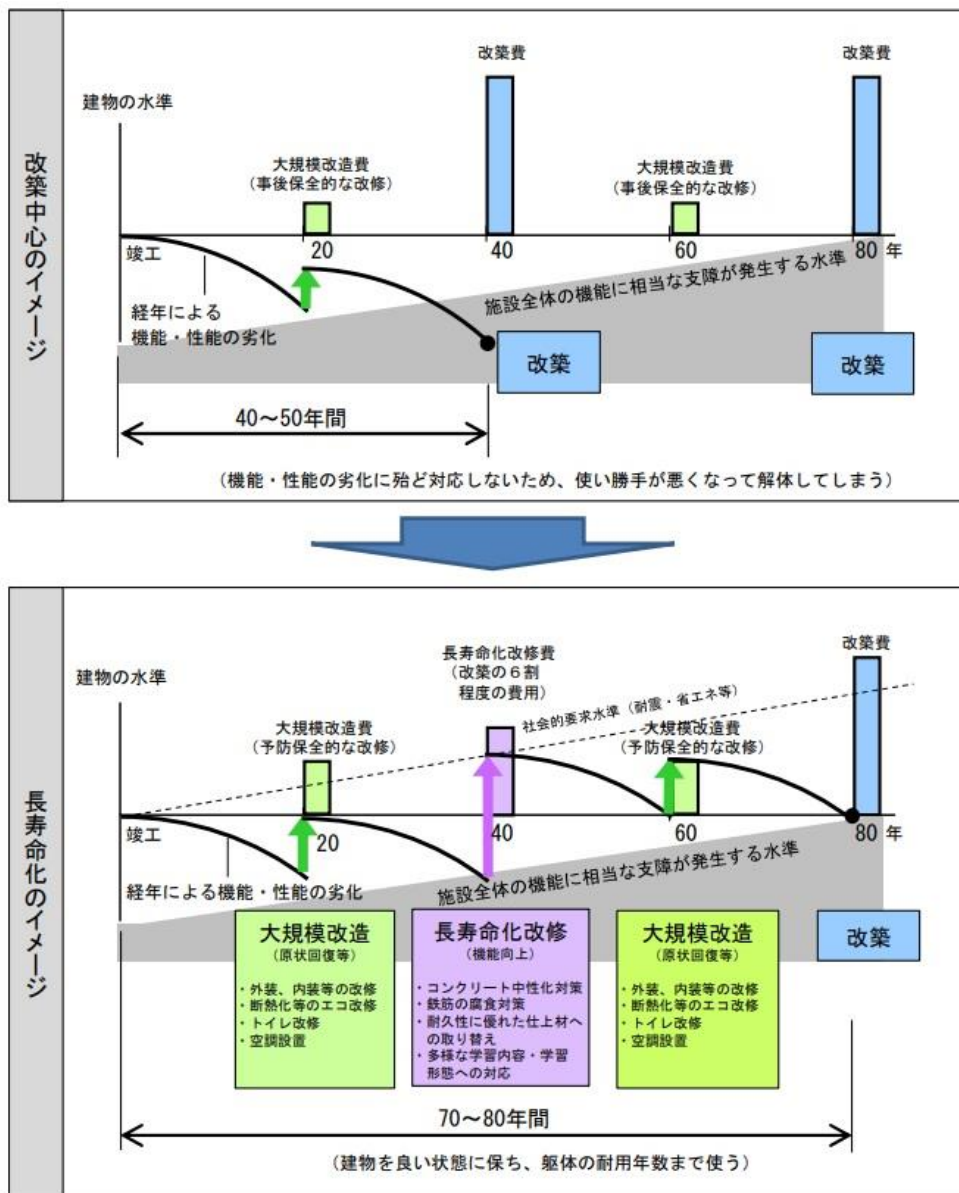 改築中心のイメージ
改築費
改築費
建物の水準
大規模改造費
（事後保全的な改修）
大規模改造費
（事後保全的な改修）
竣工
20
40
60
80 年
経年による
機能・性能の劣化
施設全体の機能に相当な支障が発生する水準
改築
改築
40～50年間
（機能・性能の劣化に殆ど対応しないため、使い勝手が悪くなって解体してしまう）
長寿命化のイメージ
改築費
長寿命化改修費
（改築の６割
程度の費用）
建物の水準
社会的要求水準（耐震・省エネ等）
大規模改造費
（予防保全的な改修）
大規模改造費
（予防保全的な改修）
竣工
20
40
60
80 年
経年による機能・性能の劣化
施設全体の機能に相当な支障が発生する水準
大規模改造
（原状回復等）
・外装、内装等の改修
・断熱化等のエコ改修
・トイレ改修
・空調設置
長寿命化改修
（機能向上）
・コンクリート中性化対策
・鉄筋の腐食対策
・耐久性に優れた仕上材へ
の取り替え
・多様な学習内容・学習
形態への対応
大規模改造
（原状回復等）
・外装、内装等の改修
・断熱化等のエコ改修
・トイレ改修
・空調設置
改築
70～80年間
（建物を良い状態に保ち、躯体の耐用年数まで使う）